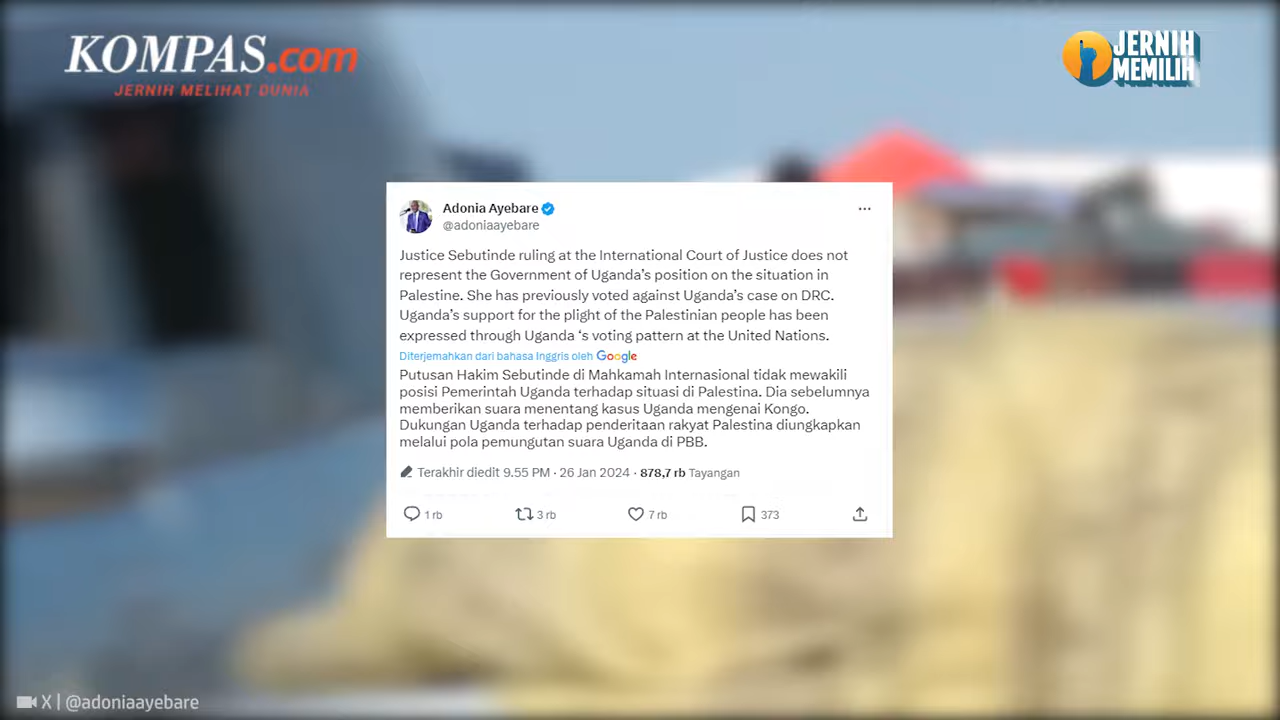 KOMPAS.com
JERNIH MELIHAT DUNIA
JERNIH
MEMILIH
Adonia Ayebare
@adoniaayebare
Justice Sebutinde ruling at the International Court of Justice does not
represent the Government of Uganda's position on the situation in
Palestine. She has previously voted against Uganda's case on DRC.
Uganda's support for the plight of the Palestinian people has been
expressed through Uganda ‘s voting pattern at the United Nations.
Diterjemahkan dari bahasa Inggris oleh Google
Putusan Hakim Sebutinde di Mahkamah Internasional tidak mewakili
posisi Pemerintah Uganda terhadap situasi di Palestina. Dia sebelumnya
memberikan suara menentang kasus Uganda mengenai Kongo.
Dukungan Uganda terhadap penderitaan rakyat Palestina diungkapkan
melalui pola pemungutan suara Uganda di PBB.
Terakhir diedit 9.55 PM · 26 Jan 2024 · 878,7 rb Tayangan
1 rb 3 rb 7 rb 373
X | @adoniaayebare